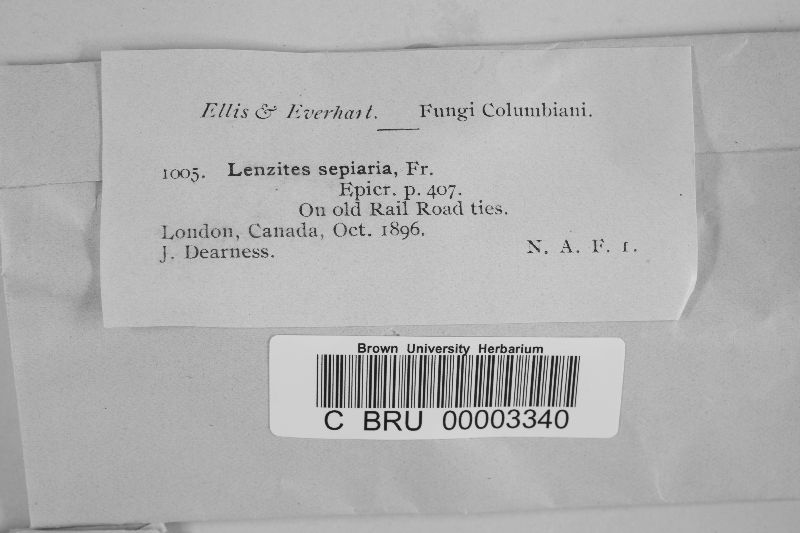 Ellis & Everhart. Fungi Columbiani.
1005. Lenzites sepiaria, Fr.
Epicr. p. 407.
On old Rail Road ties.
London, Canada, Oct. 1896.
J. Dearness. N. A. F. 1.
Brown University Herbarium
C BRU 00003340